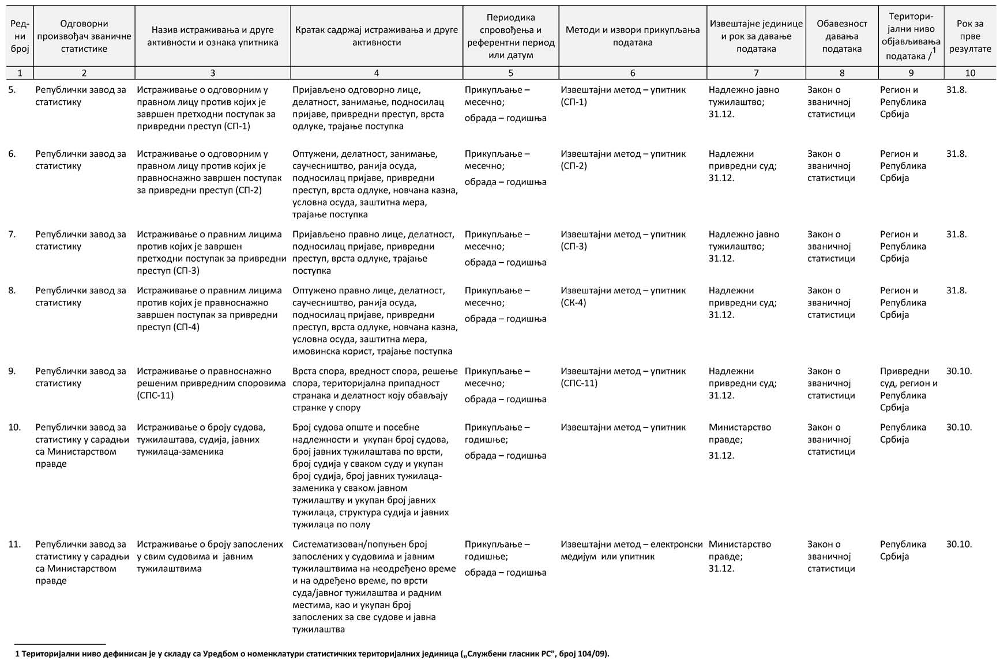 Ред-
ни
број
Одговорни
произвођач званичне
статистике
Назив истраживања и друге
активности и ознака упитника
Кратак садржај истраживања и друге
активности
Периодика
спровођења и
референтни период
или датум
Методи и извори прикупљања
података
Извештајне јединице
и рок за давање
података
Обавезност
давања
података
Територи-
јални ниво
објављивања
података /1
Рок за
прве
резултате
1 2 3 4 5 6 7 8 9 10
5.
Републички завод за
статистику
Истраживање о одговорним у
правном лицу против којих је
завршен претходни поступак за
привредни преступ (СП-1)
Пријављено одговорно лице,
делатност, занимање, подносилац
пријаве, привредни преступ, врста
одлуке, трајање поступка
Прикупљање –
месечно;
обрада – годишња
Извештајни метод – упитник
(СП-1)
Надлежно јавно
тужилаштво;
31.12.
Закон о
званичној
статистици
Регион и
Република
Србија
31.8.
6.
Републички завод за
статистику
Истраживање о одговорним у
правном лицу против којих је
правоснажно завршен поступак
за привредни преступ (СП-2)
Оптужени, делатност, занимање,
саучесништво, ранија осуда,
подносилац пријаве, привредни
преступ, врста одлуке, новчана казна,
условна осуда, заштитна мера,
трајање поступка
Прикупљање –
месечно;
обрада – годишња
Извештајни метод – упитник
(СП-2)
Надлежни
привредни суд;
31.12.
Закон о
званичној
статистици
Регион и
Република
Србија
31.8.
7.
Републички завод за
статистику
Истраживање о правним лицима
против којих је завршен
претходни поступак за привредни
преступ (СП-3)
Пријављено правно лице, делатност,
подносилац пријаве, привредни
преступ, врста одлуке, трајање
поступка
Прикупљање –
месечно;
обрада – годишња
Извештајни метод – упитник
(СП-3)
Надлежно јавно
тужилаштво;
31.12.
Закон о
званичној
статистици
Регион и
Република
Србија
31.8.
8.
Републички завод за
статистику
Истраживање о правним лицима
против којих је правоснажно
завршен поступак за привредни
преступ (СП-4)
Оптужено правно лице, делатност,
саучесништво, ранија осуда,
подносилац пријаве, привредни
преступ, врста одлуке, новчана казна,
условна осуда, заштитна мера,
имовинска корист, трајање поступка
Прикупљање –
месечно;
обрада – годишња
Извештајни метод – упитник
(СК-4)
Надлежни
привредни суд;
31.12.
Закон о
званичној
статистици
Регион и
Република
Србија
31.8.
9.
Републички завод за
статистику
Истраживање о правноснажно
решеним привредним споровима
(СПС-11)
Врста спора, вредност спора, решење
спора, територијална припадност
странака и делатност коју обављају
странке у спору
Прикупљање –
месечно;
обрада – годишња
Извештајни метод – упитник
(СПС-11)
Надлежни
привредни суд;
31.12.
Закон о
званичној
статистици
Привредни
суд, регион и
Република
Србија
30.10.
10.
Републички завод за
статистику у сарадњи
са Министарством
правде
Истраживање о броју судова,
тужилаштава, судија, јавних
тужилаца-заменика
Број судова опште и посебне
надлежности и укупан број судова,
број јавних тужилаштава по врсти,
број судија у сваком суду и укупан
број судија, број јавних тужилаца-
заменика у сваком јавном
тужилаштву и укупан број јавних
тужилаца, структура судија и јавних
тужилаца по полу
Прикупљање –
годишње;
обрада – годишња
Извештајни метод – упитник
Министарство
правде;
31.12.
Закон о
званичној
статистици
Република
Србија
30.10.
11.
Републички завод за
статистику у сарадњи
са Министарством
правде
Истраживање о броју запослених
у свим судовима и јавним
тужилаштвима
Систематизован/попуњен број
запослених у судовима и јавним
тужилаштвима на неодређено време
и на одређено време, по врсти
суда/јавног тужилаштва и радним
местима, као и укупан број
запослених за све судове и јавна
тужилаштва
Прикупљање –
годишње;
обрада – годишња
Извештајни метод – електронски
медијум или упитник
Министарство
правде;
31.12.
Закон о
званичној
статистици
Република
Србија
30.10.
1 Територијални ниво дефинисан је у складу са Уредбом о номенклатури статистичких територијалних јединица („Службени гласник РС”, број 104/09).